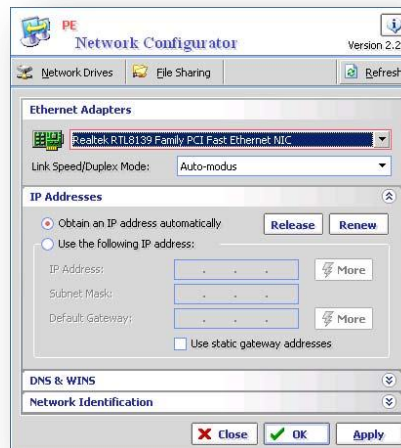 PE
Network Configurator
Version 2.2
Network Drives File Sharing Refresh
Ethernet Adapters
Realtek RTL8139 Family PCI Fast Ethernet NIC
Link Speed/Duplex Mode: Auto-modus
IP Addresses
Obtain an IP address automatically Release Renew
Use the following IP address:
IP Address: . . . More
Subnet Mask: . . .
Default Gateway: . . . More
Use static gateway addresses
DNS & WINS
Network Identification
Close OK Apply